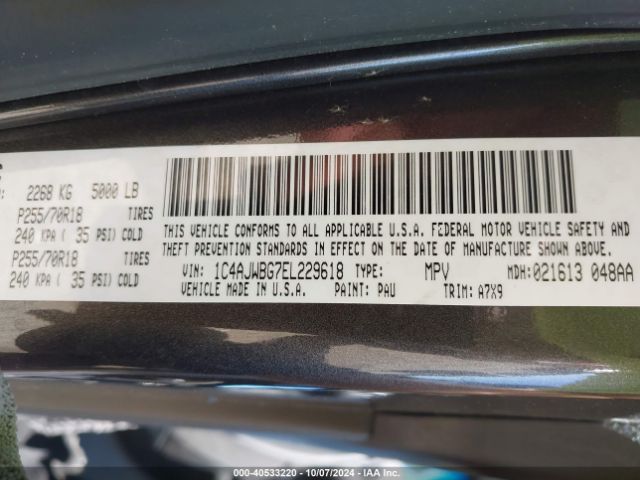 2268 KG 5000 LB
P255/70R18 TIRES
240 KPA ( 35 PSI) COLD
P255/70R18 TIRES
240 KPA ( 35 PSI) COLD
THIS VEHICLE CONFORMS TO ALL APPLICABLE U.S.A. FEDERAL MOTOR VEHICLE SAFETY AND
THEFT PREVENTION STANDARDS IN EFFECT ON THE DATE OF MANUFACTURE SHOWN ABOVE.
VIN: 1C4AJWBG7EL229618 TYPE: MPV MDH:021613 048AA
VEHICLE MADE IN U.S.A. PAINT: PAU TRIM: A7X9
000-40533220 - 10/07/2024 - IAA Inc.